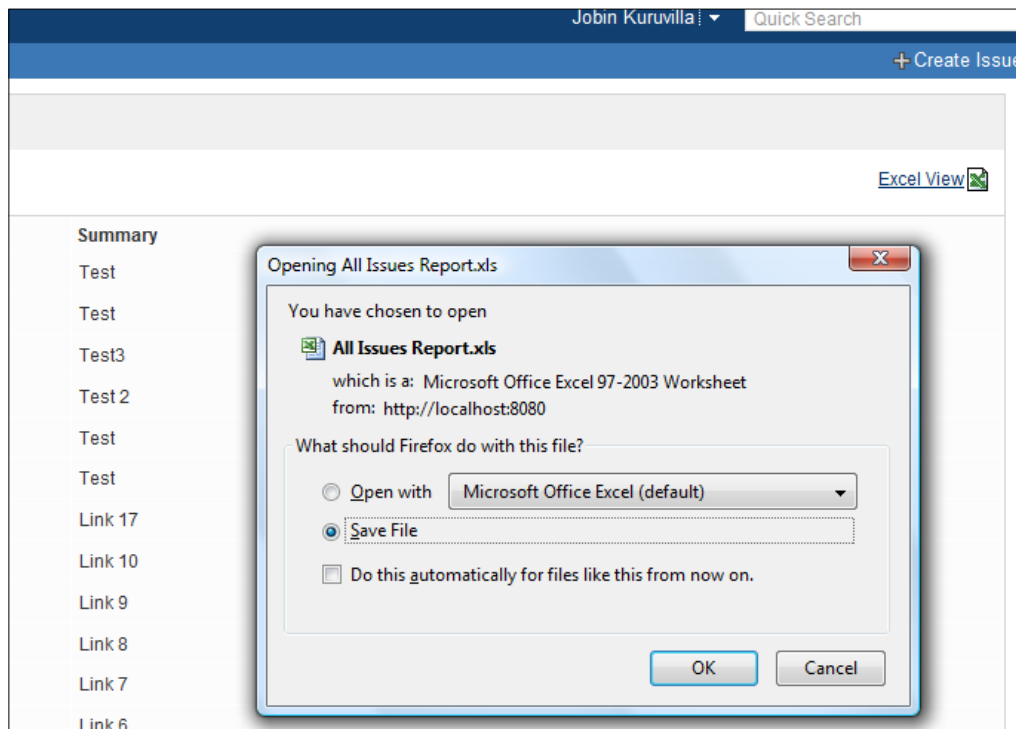 Jobin Kuruvilla
Quick Search
Create Issue
Excel View
Summary
Test
Test
Test3
Test 2
Test
Test
Link 17
Link 10
Link 9
Link 8
Link 7
Link 6
Opening All Issues Report.xls
You have chosen to open
All Issues Report.xls
which is a: Microsoft Office Excel 97-2003 Worksheet
from: http://localhost:8080
What should Firefox do with this file?
Open with Microsoft Office Excel (default)
Save File
Do this automatically for files like this from now on.
OK Cancel